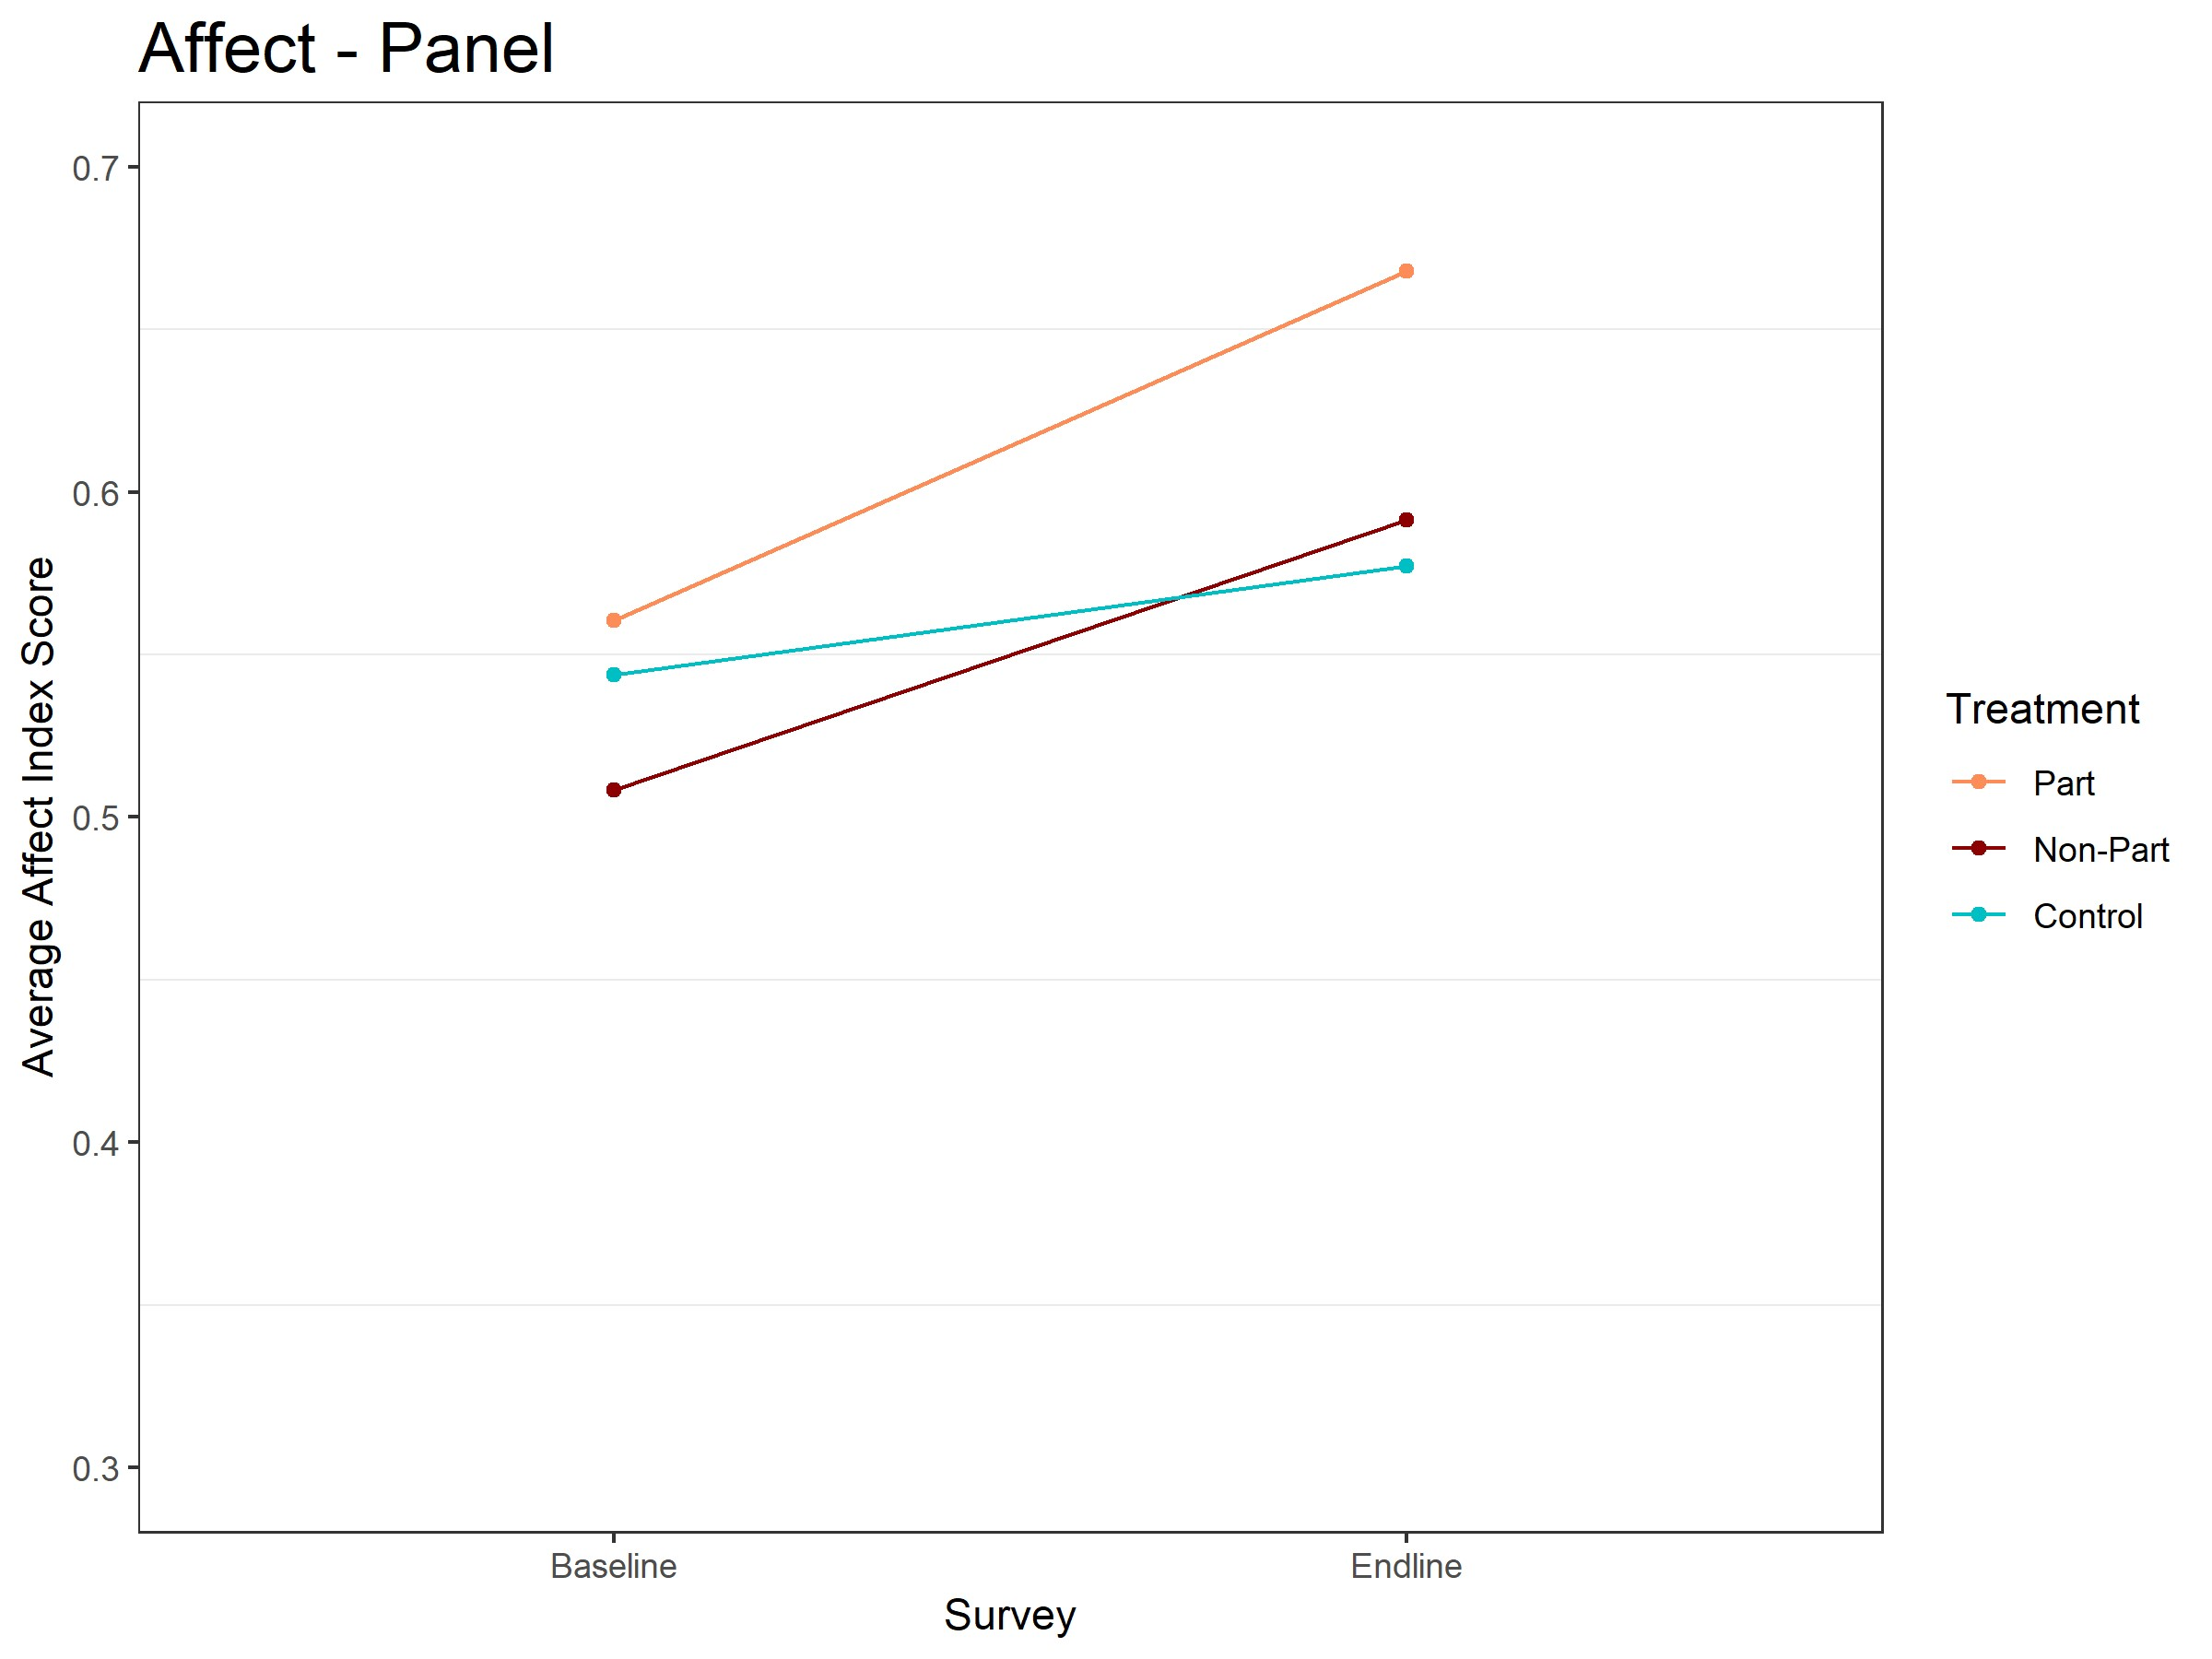 Affect - Panel
Average Affect Index Score
0.7
0.6
0.5
0.4
0.3
Baseline
Endline
Survey
Treatment
Part
Non-Part
Control